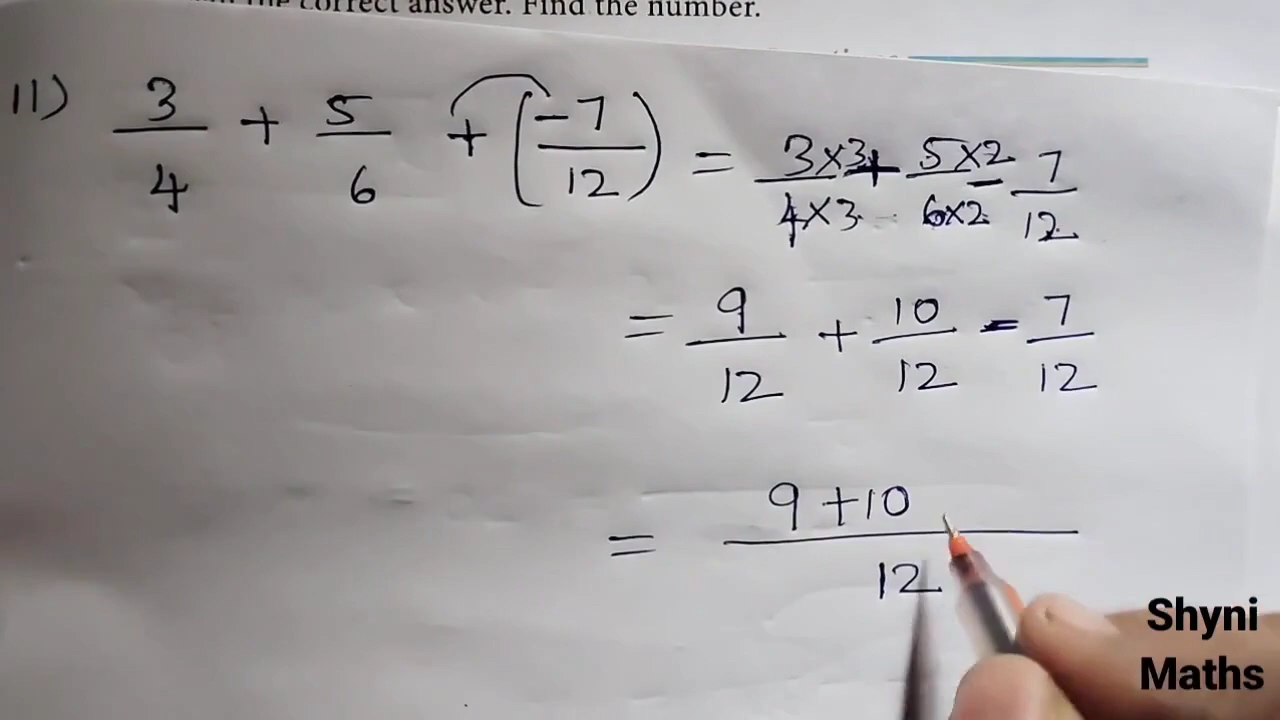 the correct answer. Find the number.
11) 3/4 + 5/6 + (-7/12) = 3×3/4×3 + 5×2/6×2 - 7/12
= 9/12 + 10/12 - 7/12
= 9+10/12
Shyni
Maths